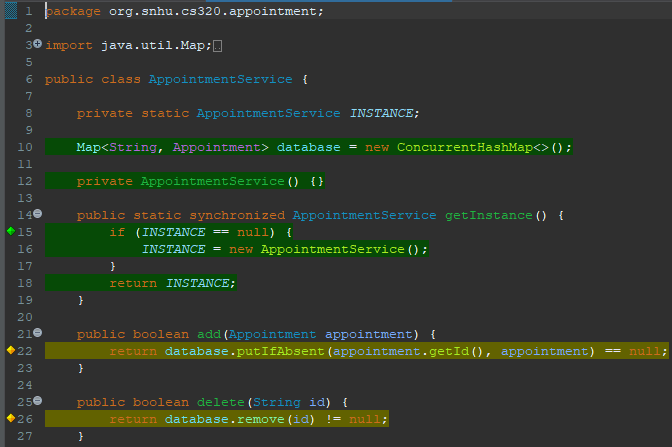 1 package org.snhu.cs320.appointment;
2
3 import java.util.Map;
5
6 public class AppointmentService {
7
8 private static AppointmentService INSTANCE;
9
10 Map<String, Appointment> database = new ConcurrentHashMap<>();
11
12 private AppointmentService() {}
13
14 public static synchronized AppointmentService getInstance() {
15 if (INSTANCE == null) {
16 INSTANCE = new AppointmentService();
17 }
18 return INSTANCE;
19 }
20
21 public boolean add(Appointment appointment) {
22 return database.putIfAbsent(appointment.getId(), appointment) == null;
23 }
24
25 public boolean delete(String id) {
26 return database.remove(id) != null;
27 }